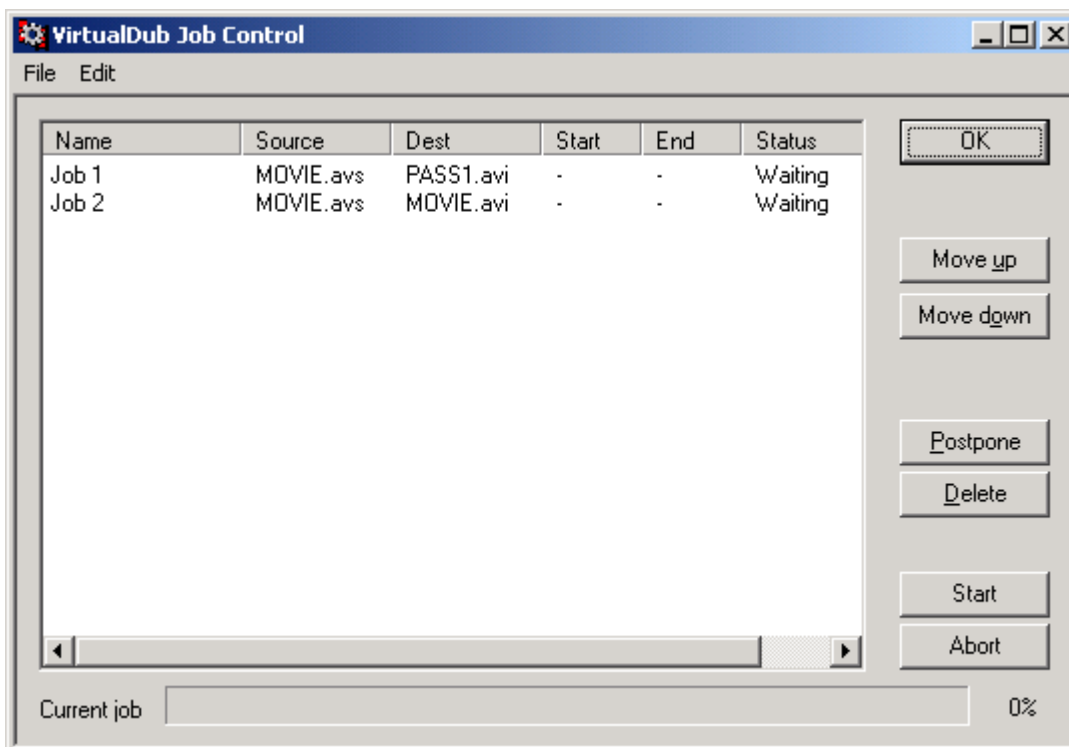 VirtualDub Job Control
File Edit
Name Source Dest Start End Status
Job 1 MOVIE.avs PASS1.avi - - Waiting
Job 2 MOVIE.avs MOVIE.avi - - Waiting
OK
Move up
Move down
Postpone
Delete
Start
Abort
Current job 0%